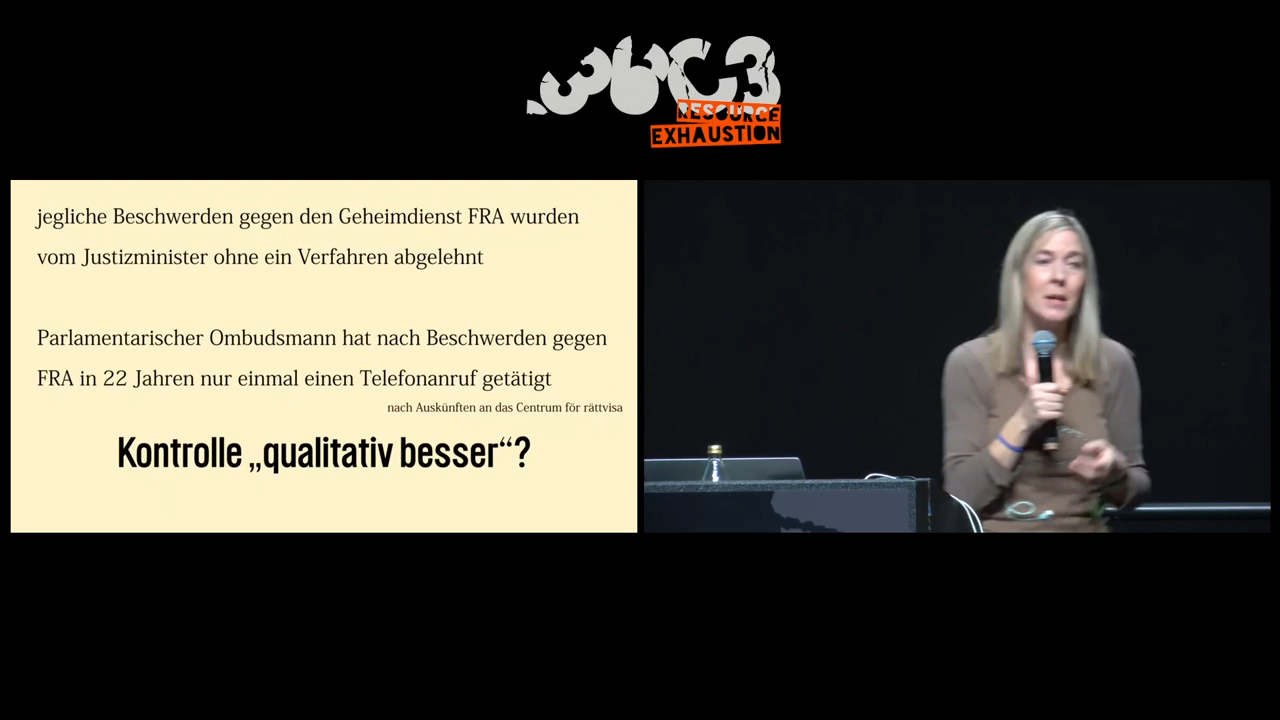 36C3
RESOURCE
EXHAUSTION
jegliche Beschwerden gegen den Geheimdienst FRA wurden
vom Justizminister ohne ein Verfahren abgelehnt
Parlamentarischer Ombudsmann hat nach Beschwerden gegen
FRA in 22 Jahren nur einmal einen Telefonanruf getätigt
nach Auskünften an das Centrum för rättvisa
Kontrolle „qualitativ besser“?